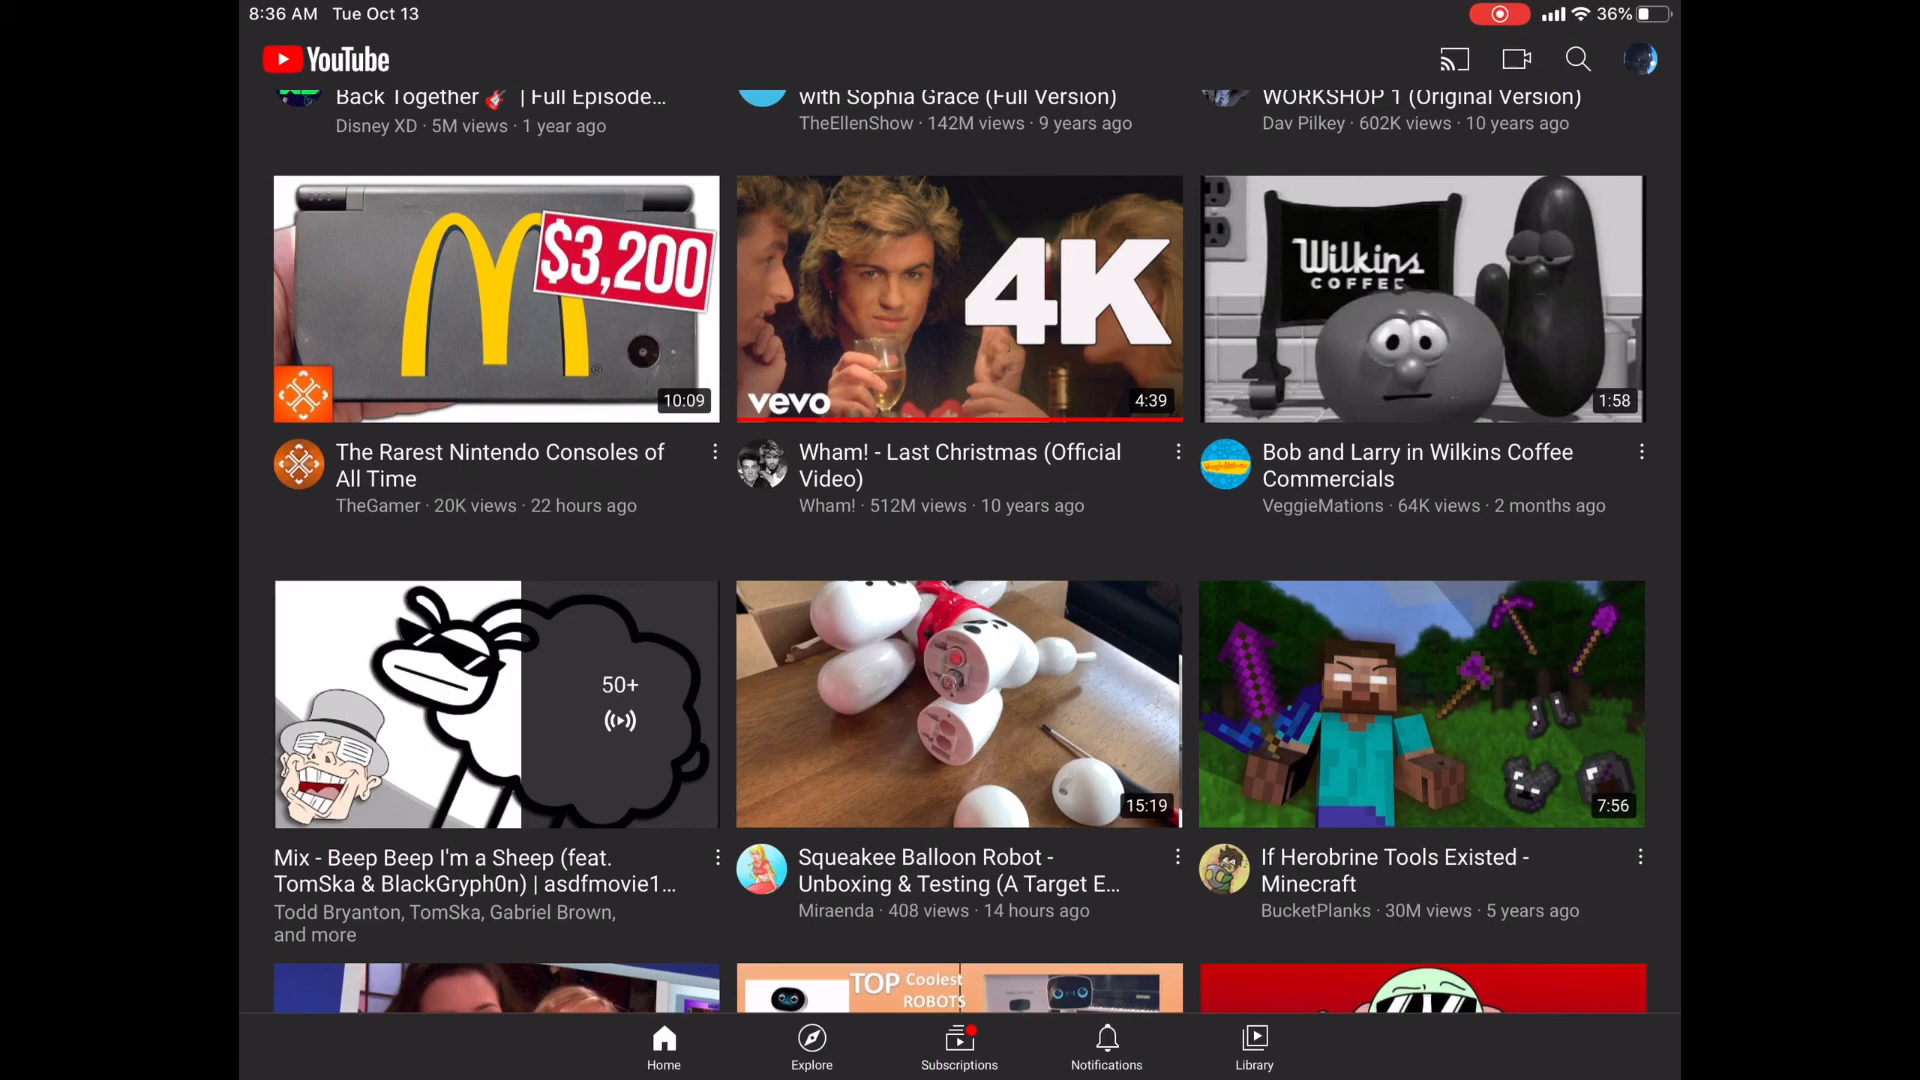 8:36 AM Tue Oct 13
36%
YouTube
Back Together 🎸 | Full Episode...
Disney XD · 5M views · 1 year ago
with Sophia Grace (Full Version)
TheEllenShow · 142M views · 9 years ago
WORKSHOP 1 (Original Version)
Dav Pilkey · 602K views · 10 years ago
$3,200
10:09
4K
vevo
4:39
Wilkins
COFFEE
1:58
The Rarest Nintendo Consoles of
All Time
TheGamer · 20K views · 22 hours ago
Wham! - Last Christmas (Official
Video)
Wham! · 512M views · 10 years ago
VeggieMations
Bob and Larry in Wilkins Coffee
Commercials
VeggieMations · 64K views · 2 months ago
50+
15:19
7:56
Mix - Beep Beep I'm a Sheep (feat.
TomSka & BlackGryph0n) | asdfmovie1...
Todd Bryanton, TomSka, Gabriel Brown,
and more
Squeakee Balloon Robot -
Unboxing & Testing (A Target E...
Miraenda · 408 views · 14 hours ago
If Herobrine Tools Existed -
Minecraft
BucketPlanks · 30M views · 5 years ago
TOP Coolest
ROBOTS
Home
Explore
Subscriptions
Notifications
Library